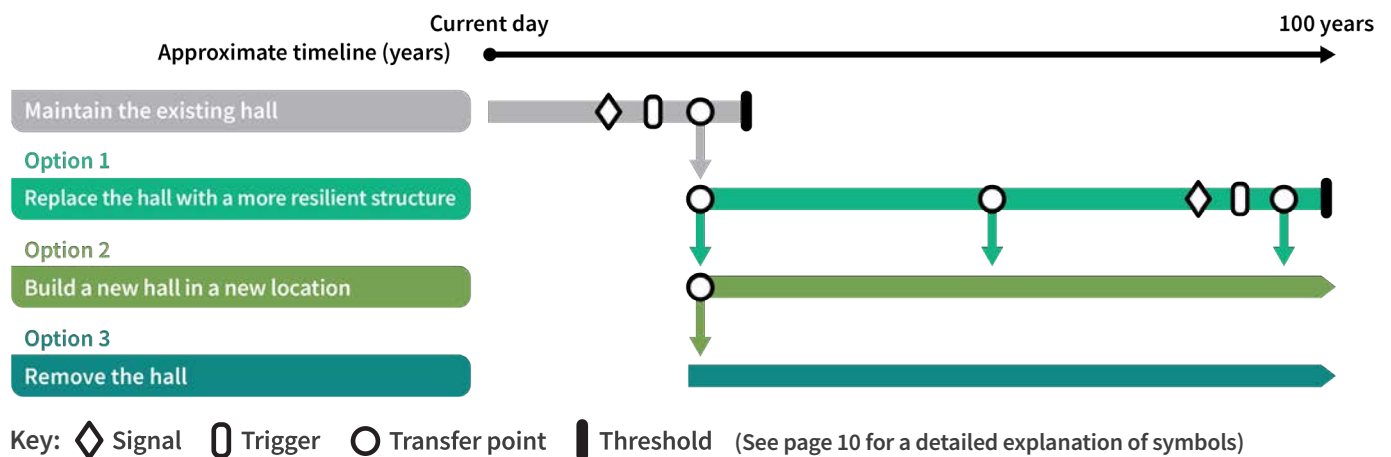 Current day
100 years
Approximate timeline (years)
Maintain the existing hall
Option 1
Replace the hall with a more resilient structure
Option 2
Build a new hall in a new location
Option 3
Remove the hall
Key: Signal Trigger Transfer point Threshold (See page 10 for a detailed explanation of symbols)